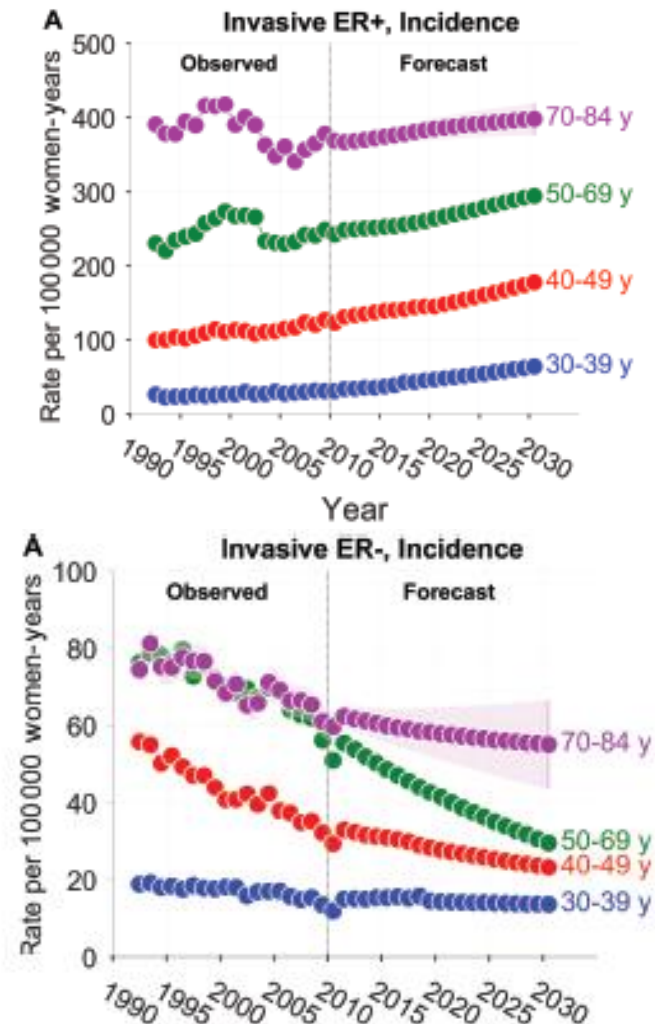 A Invasive ER+, Incidence
Observed Forecast
Rate per 100 000 women-years
500
400
300
200
100
0
70-84 y
50-69 y
40-49 y
30-39 y
1990 1995 2000 2005 2010 2015 2020 2025 2030
Year
A Invasive ER-, Incidence
Observed Forecast
Rate per 100 000 women-years
100
80
60
40
20
0
70-84 y
50-69 y
40-49 y
30-39 y
1990 1995 2000 2005 2010 2015 2020 2025 2030